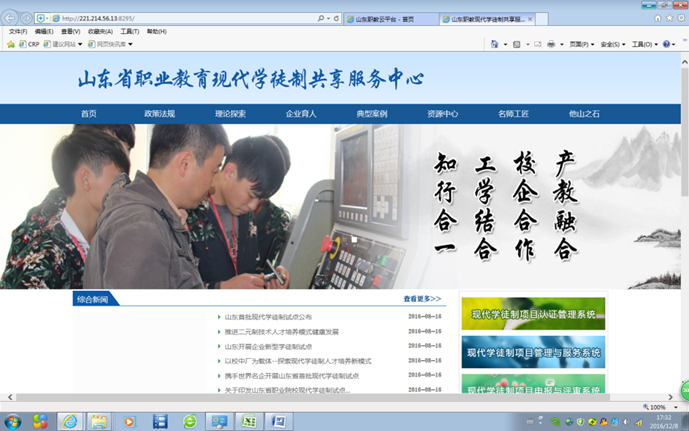 http://221.214.56.13:8295/
山东职教云平台 - 首页
山东职教现代学徒制共享服...
文件(F) 编辑(E) 查看(V) 收藏夹(A) 工具(T) 帮助(H)
CRP 建议网站 网页快讯库
页面(P) 安全(S) 工具(O)
山东省职业教育现代学徒制共享服务中心
首页 政策法规 理论探索 企业育人 典型案例 资源中心 名师工匠 他山之石
产教融合
校企合作
工学结合
知行合一
综合新闻 查看更多>>
山东首批现代学徒制试点公布 2016-08-16
推进二元制技术人才培养模式健康发展 2016-08-16
山东开展企业新型学徒制试点 2016-08-16
以校中厂为载体--探索现代学徒制人才培养新模式 2016-08-16
携手世界名企开展山东省首批现代学徒制试点 2016-08-16
关于印发山东省职业院校现代学徒制试点... 2016-08-16
现代学徒制项目认证管理系统
现代学徒制项目管理与服务系统
现代学徒制项目申报与评审系统
100%
17:32
2016/12/8